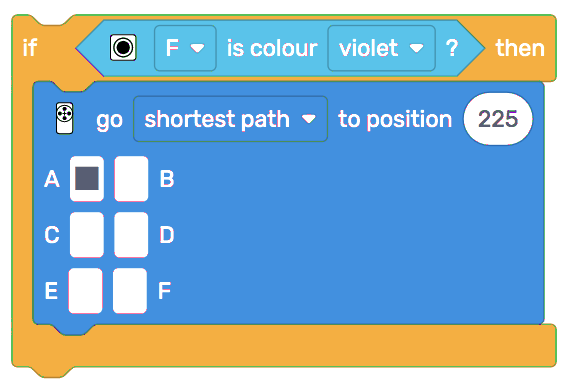 if F is colour violet ? then
go shortest path to position 225
A B
C D
E F